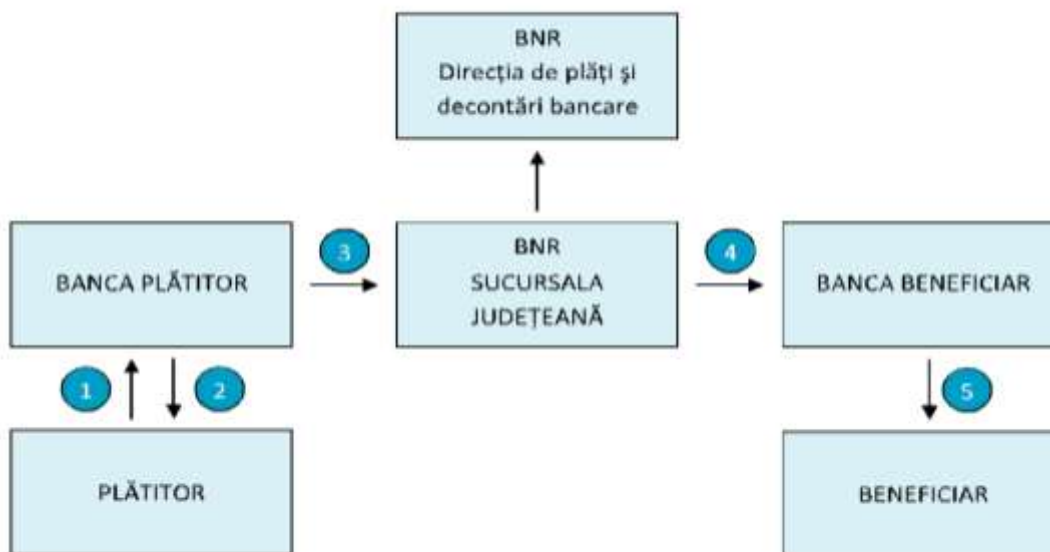 BNR
Direcția de plăți şi
decontări bancare
BANCA PLĂTITOR
3
BNR
SUCURSALA
JUDEȚEANĂ
4
BANCA BENEFICIAR
1
2
5
PLĂTITOR
BENEFICIAR